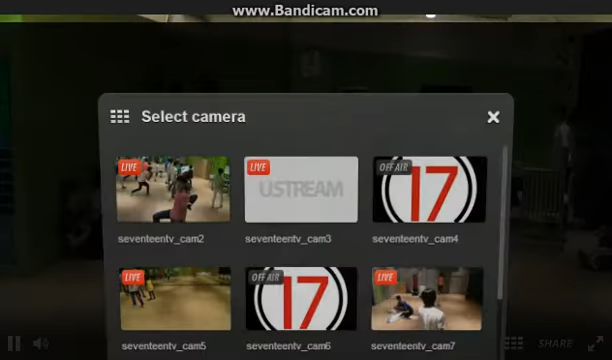 www.Bandicam.com
Select camera
LIVE
LIVE
USTREAM
OFF AIR
17
seventeentv_cam2
seventeentv_cam3
seventeentv_cam4
LIVE
OFF AIR
17
LIVE
seventeentv_cam5
seventeentv_cam6
seventeentv_cam7
SHARE